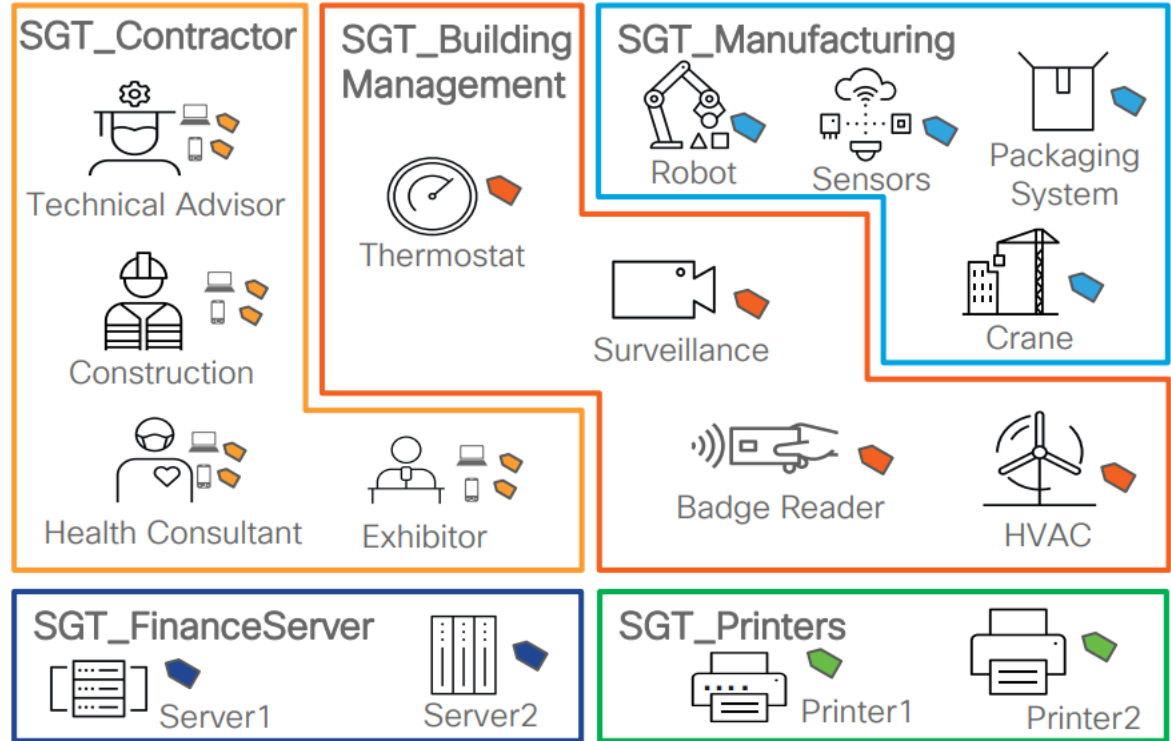 SGT_Contractor
Technical Advisor
Construction
Health Consultant
Exhibitor
SGT_Building
Management
Thermostat
Surveillance
Badge Reader
HVAC
SGT_Manufacturing
Robot
Sensors
Packaging
System
Crane
SGT_FinanceServer
Server1
Server2
SGT_Printers
Printer1
Printer2